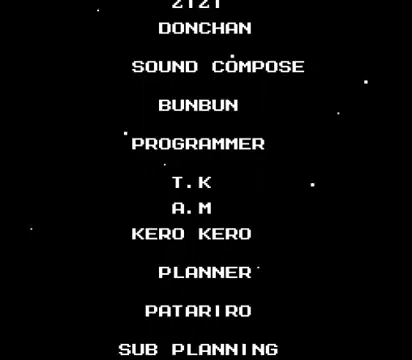 DONCHAN
SOUND COMPOSE
BUNBUN
PROGRAMMER
T.K
A.M
KERO KERO
PLANNER
PATARIRO
SUB PLANNING